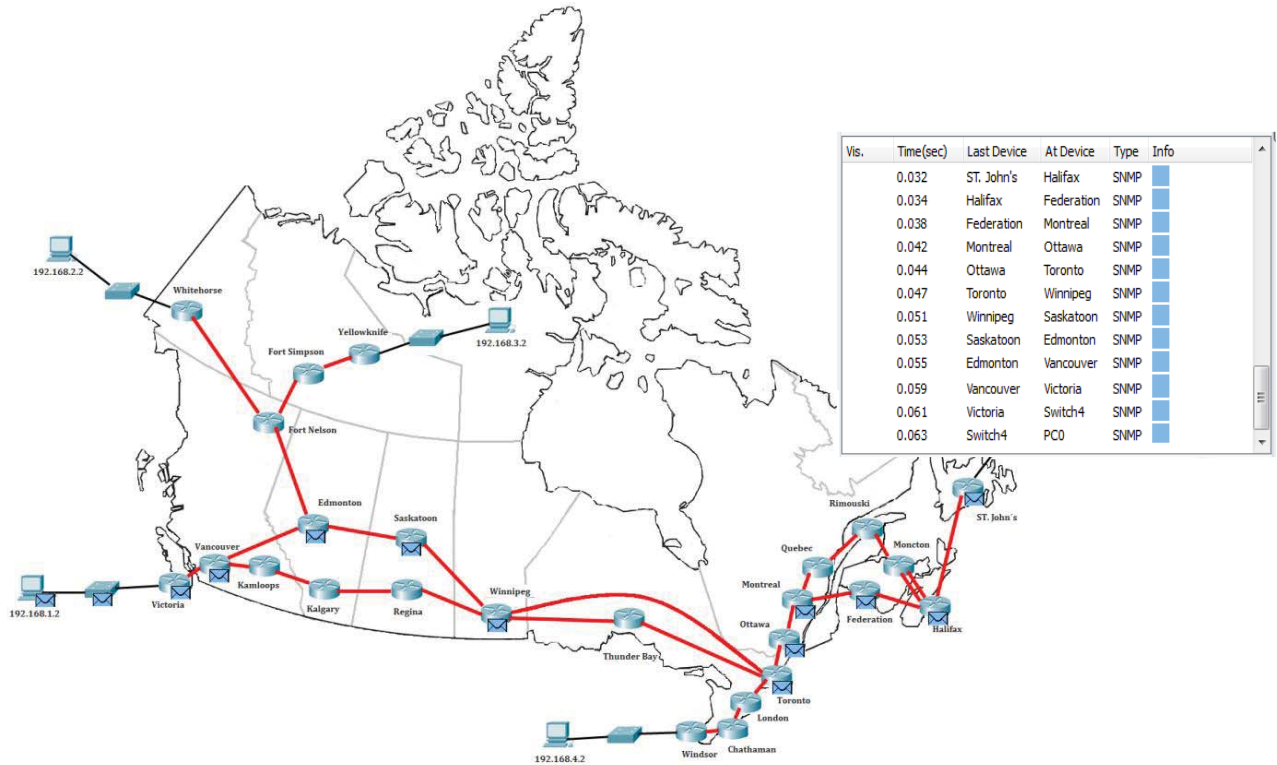 Vis. Time(sec) Last Device At Device Type Info
0.032 ST. John's Halifax SNMP
0.034 Halifax Federation SNMP
0.038 Federation Montreal SNMP
0.042 Montreal Ottawa SNMP
0.044 Ottawa Toronto SNMP
0.047 Toronto Winnipeg SNMP
0.051 Winnipeg Saskatoon SNMP
0.053 Saskatoon Edmonton SNMP
0.055 Edmonton Vancouver SNMP
0.059 Vancouver Victoria SNMP
0.061 Victoria Switch4 SNMP
0.063 Switch4 PC0 SNMP
192.168.2.2
Whitehorse
Yellowknife
192.168.3.2
Fort Simpson
Fort Nelson
Edmonton
Saskatoon
Rimouski
ST. John's
Vancouver
Quebec
Moncton
Kamloops
Montreal
192.168.1.2
Victoria
Kalgary
Regina
Winnipeg
Ottawa
Federation
Halifax
Thunder Bay
Toronto
London
192.168.4.2
Windsor
Chathaman